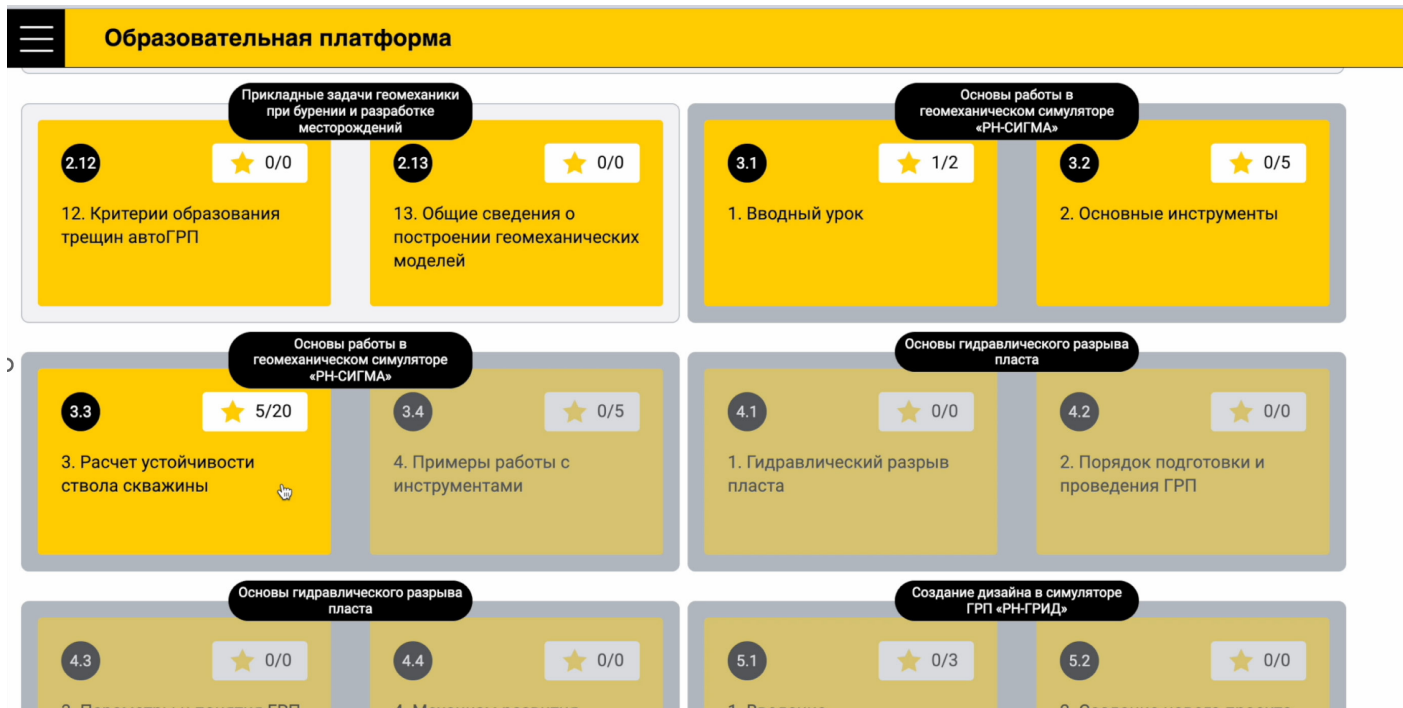 Образовательная платформа
Прикладные задачи геомеханики
при бурении и разработке
месторождений
2.12
0/0
12. Критерии образования
трещин автоГРП
2.13
0/0
13. Общие сведения о
построении геомеханических
моделей
Основы работы в
геомеханическом симуляторе
«РН-СИГМА»
3.1
1/2
1. Вводный урок
3.2
0/5
2. Основные инструменты
Основы работы в
геомеханическом симуляторе
«РН-СИГМА»
3.3
5/20
3. Расчет устойчивости
ствола скважины
3.4
0/5
4. Примеры работы с
инструментами
Основы гидравлического разрыва
пласта
4.1
0/0
1. Гидравлический разрыв
пласта
4.2
0/0
2. Порядок подготовки и
проведения ГРП
Основы гидравлического разрыва
пласта
4.3
0/0
4.4
0/0
Создание дизайна в симуляторе
ГРП «РН-ГРИД»
5.1
0/3
5.2
0/0